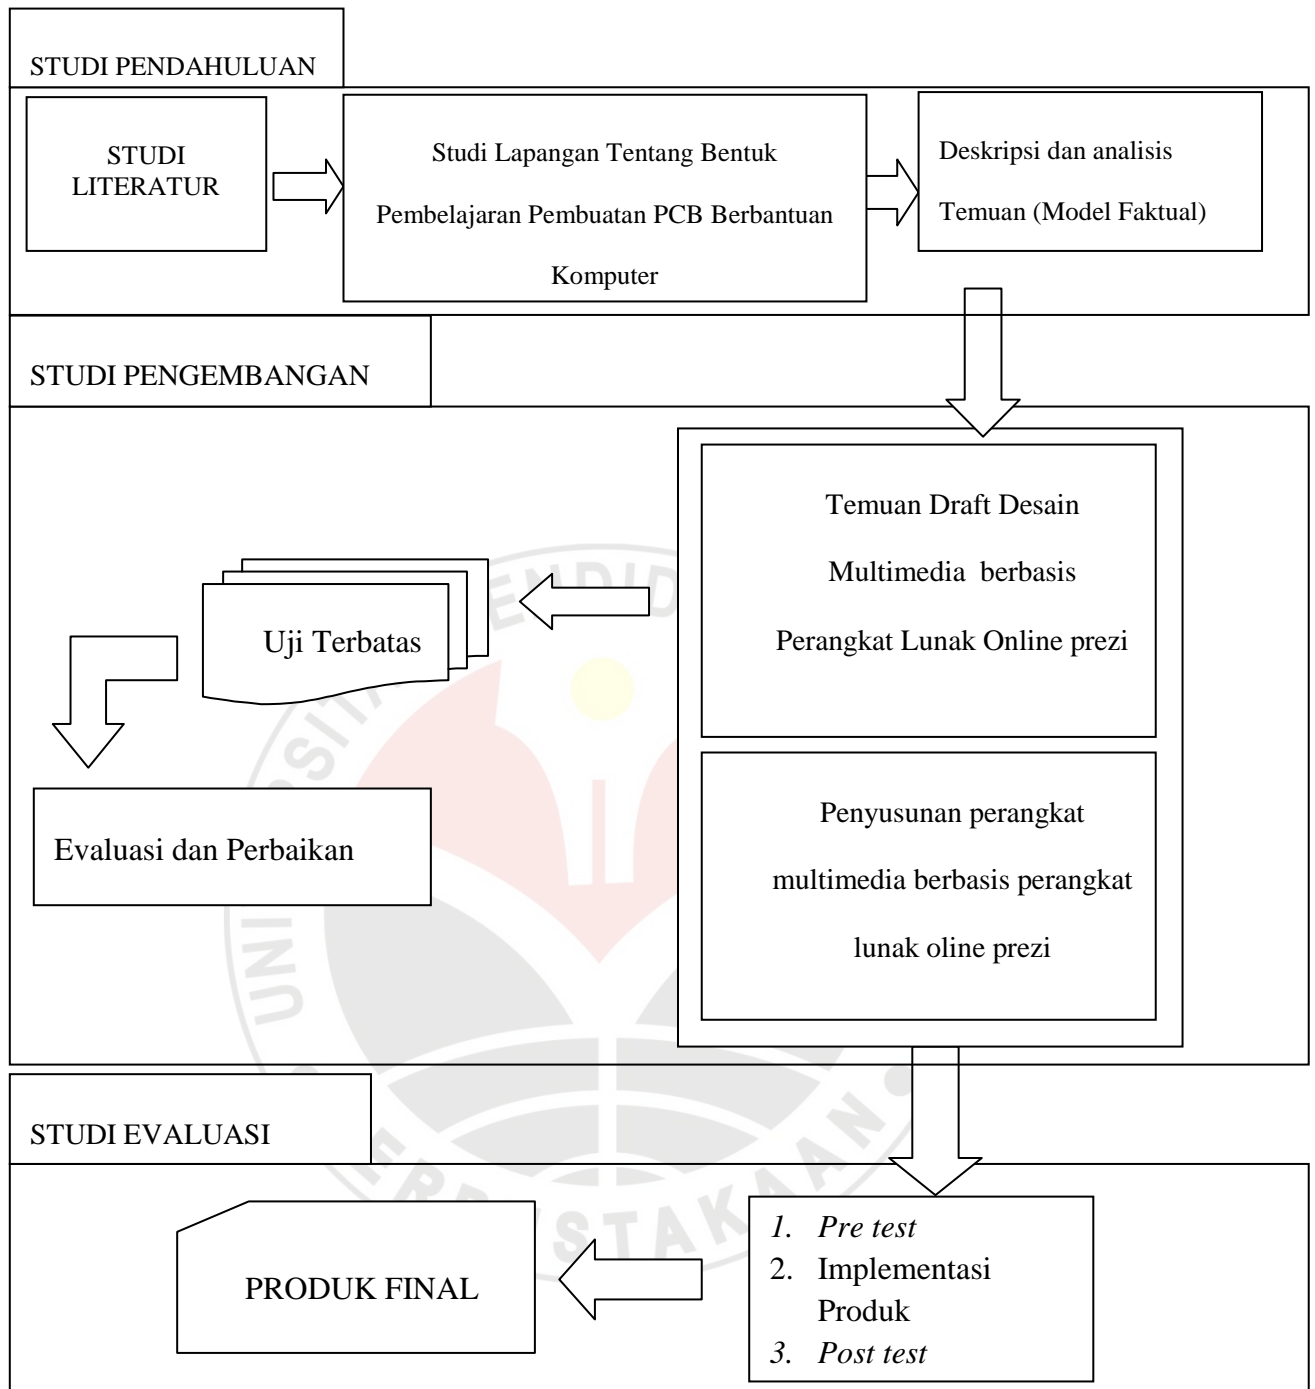 STUDI PENDAHULUAN
STUDI
LITERATUR
Studi Lapangan Tentang Bentuk
Pembelajaran Pembuatan PCB Berbantuan
Komputer
Deskripsi dan analisis
Temuan (Model Faktual)
STUDI PENGEMBANGAN
Temuan Draft Desain
Multimedia berbasis
Perangkat Lunak Online prezi
Uji Terbatas
Evaluasi dan Perbaikan
Penyusunan perangkat
multimedia berbasis perangkat
lunak oline prezi
STUDI EVALUASI
1. Pre test
2. Implementasi
Produk
3. Post test
PRODUK FINAL